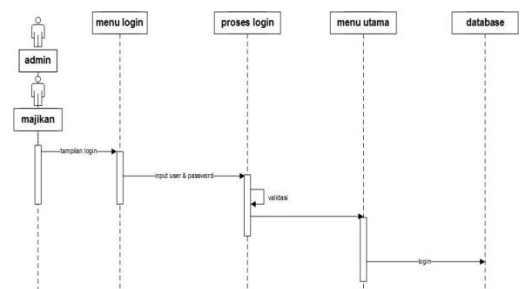 menu login
proses login
menu utama
database
admin
majikan
tampilan login
input user & password
validasi
login